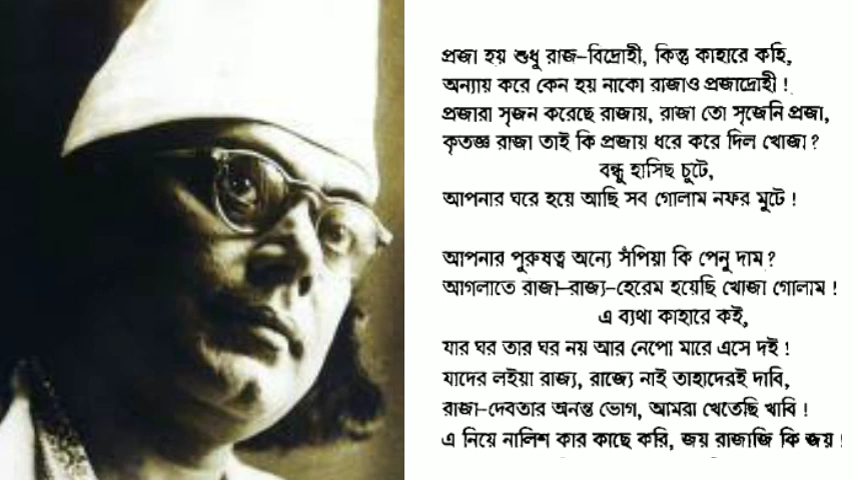 প্রজা হয় শুধু রাজ-বিদ্রোহী, কিন্তু কাহারে কহি,
অন্যায় করে কেন হয় নাকো রাজাও প্রজাদ্রোহী !
প্রজারা সৃজন করেছে রাজায়, রাজা তো সৃজেনি প্রজা,
কৃতজ্ঞ রাজা তাই কি প্রজায় ধরে করে দিল খোজা ?
বন্ধু হাসিছ চুটে,
আপনার ঘরে হয়ে আছি সব গোলাম নফর মুটে !
আপনার পুরুষত্ব অন্যে সঁপিয়া কি পেনু দাম ?
আগলাতে রাজা-রাজ্য-হেরেম হয়েছি খোজা গোলাম !
এ ব্যথা কাহারে কই,
যার ঘর তার ঘর নয় আর নেপো মারে এসে দই !
যাদের লইয়া রাজ্য, রাজ্যে নাই তাহাদেরই দাবি,
রাজা-দেবতার অনন্ত ভোগ, আমরা খেতেছি খাবি !
এ নিয়ে নালিশ কার কাছে করি, জয় রাজাজি কি জয় !